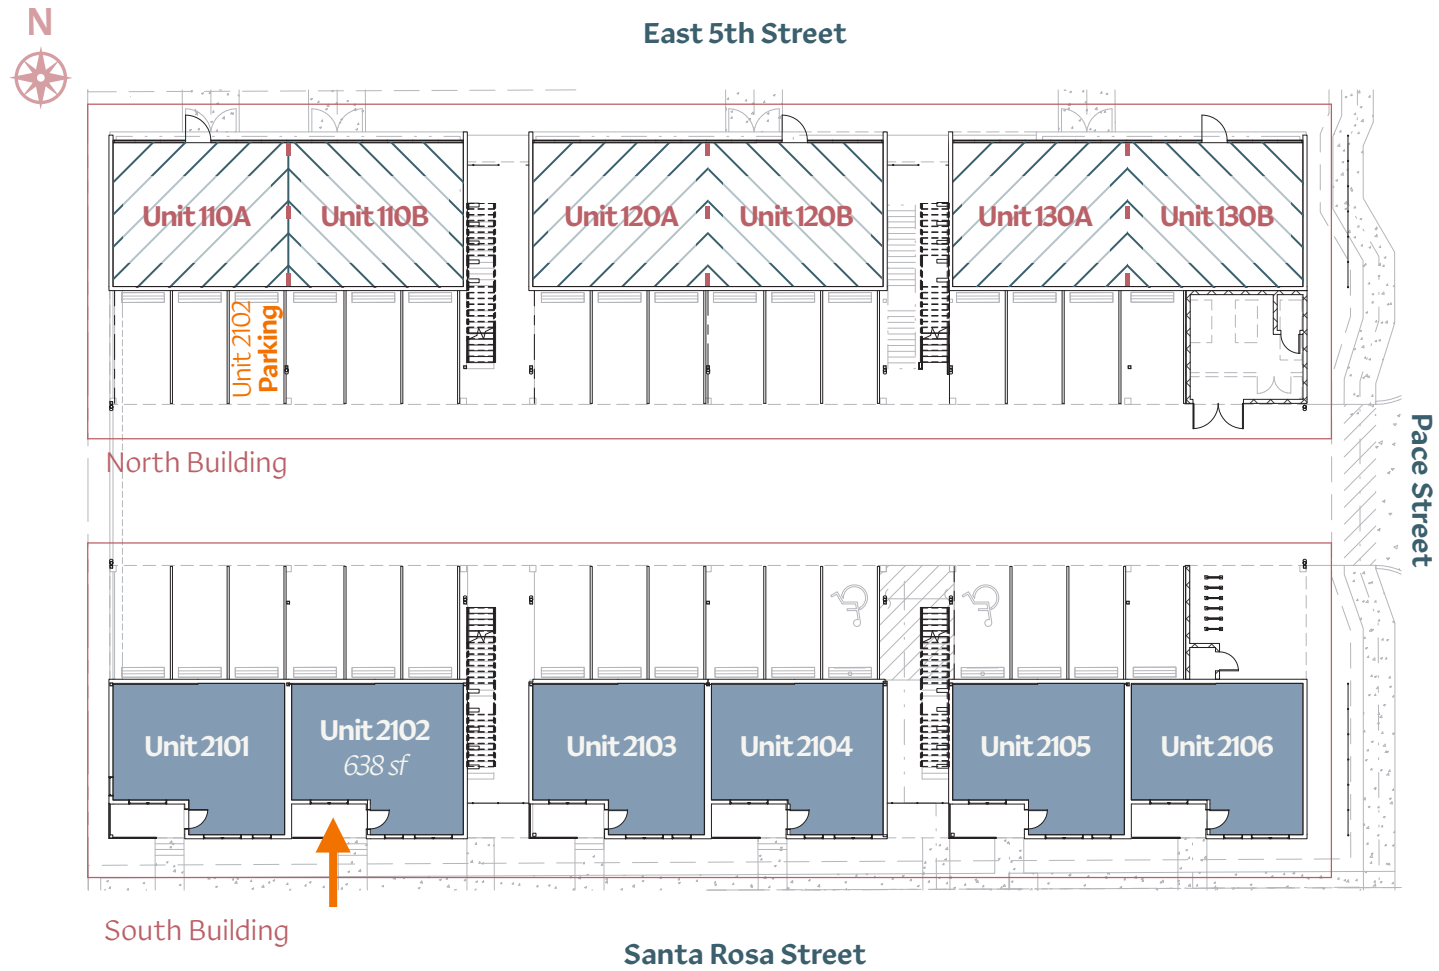 N
East 5th Street
Unit 110A
Unit 110B
Unit 120A
Unit 120B
Unit 130A
Unit 130B
Unit 2102
Parking
North Building
Pace Street
Unit 2101
Unit 2102
638 sf
Unit 2103
Unit 2104
Unit 2105
Unit 2106
South Building
Santa Rosa Street